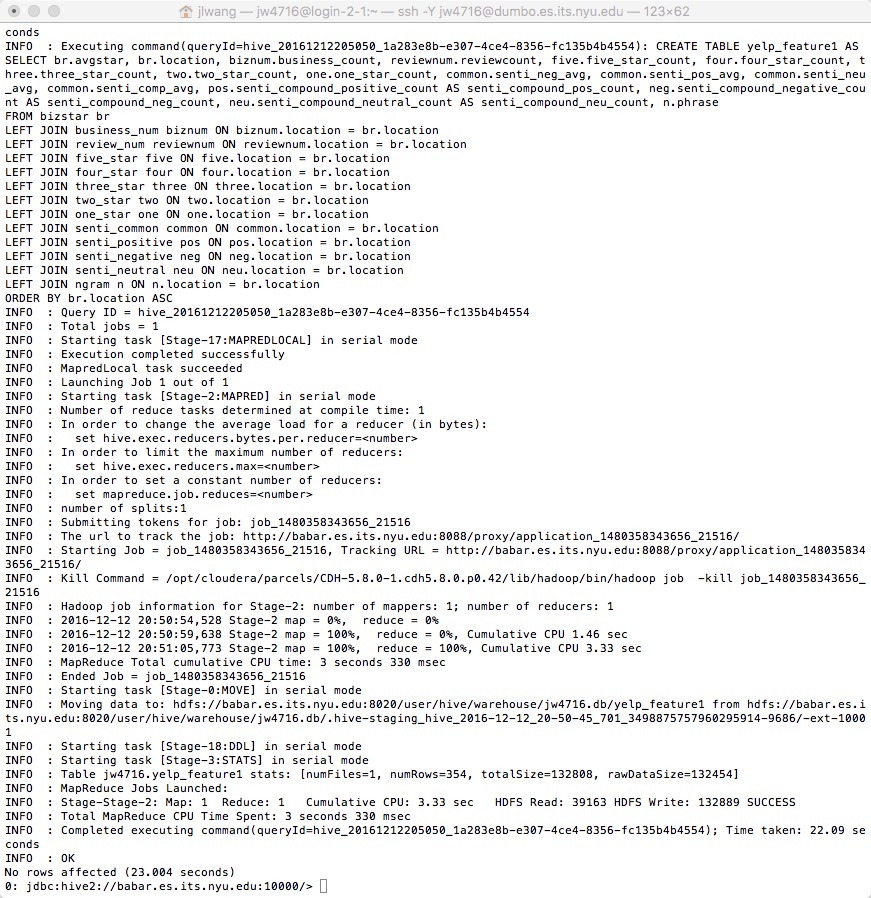 jlwang — jw4716@login-2-1:~ — ssh -Y jw4716@dumbo.es.its.nyu.edu — 123×62
conds
INFO  : Executing command(queryId=hive_20161212205050_1a283e8b-e307-4ce4-8356-fc135b4b4554): CREATE TABLE yelp_feature1 AS
SELECT br.avgstar, br.location, biznum.business_count, reviewnum.reviewcount, five.five_star_count, four.four_star_count, t
hree.three_star_count, two.two_star_count, one.one_star_count, common.senti_neg_avg, common.senti_pos_avg, common.senti_neu
_avg, common.senti_comp_avg, pos.senti_compound_positive_count AS senti_compound_pos_count, neg.senti_compound_negative_cou
nt AS senti_compound_neg_count, neu.senti_compound_neutral_count AS senti_compound_neu_count, n.phrase
FROM bizstar br
LEFT JOIN business_num biznum ON biznum.location = br.location
LEFT JOIN review_num reviewnum ON reviewnum.location = br.location
LEFT JOIN five_star five ON five.location = br.location
LEFT JOIN four_star four ON four.location = br.location
LEFT JOIN three_star three ON three.location = br.location
LEFT JOIN two_star two ON two.location = br.location
LEFT JOIN one_star one ON one.location = br.location
LEFT JOIN senti_common common ON common.location = br.location
LEFT JOIN senti_positive pos ON pos.location = br.location
LEFT JOIN senti_negative neg ON neg.location = br.location
LEFT JOIN senti_neutral neu ON neu.location = br.location
LEFT JOIN ngram n ON n.location = br.location
ORDER BY br.location ASC
INFO  : Query ID = hive_20161212205050_1a283e8b-e307-4ce4-8356-fc135b4b4554
INFO  : Total jobs = 1
INFO  : Starting task [Stage-17:MAPREDLOCAL] in serial mode
INFO  : Execution completed successfully
INFO  : MapredLocal task succeeded
INFO  : Launching Job 1 out of 1
INFO  : Starting task [Stage-2:MAPRED] in serial mode
INFO  : Number of reduce tasks determined at compile time: 1
INFO  : In order to change the average load for a reducer (in bytes):
INFO  :   set hive.exec.reducers.bytes.per.reducer=<number>
INFO  : In order to limit the maximum number of reducers:
INFO  :   set hive.exec.reducers.max=<number>
INFO  : In order to set a constant number of reducers:
INFO  :   set mapreduce.job.reduces=<number>
INFO  : number of splits:1
INFO  : Submitting tokens for job: job_1480358343656_21516
INFO  : The url to track the job: http://babar.es.its.nyu.edu:8088/proxy/application_1480358343656_21516/
INFO  : Starting Job = job_1480358343656_21516, Tracking URL = http://babar.es.its.nyu.edu:8088/proxy/application_148035834
3656_21516/
INFO  : Kill Command = /opt/cloudera/parcels/CDH-5.8.0-1.cdh5.8.0.p0.42/lib/hadoop/bin/hadoop job  -kill job_1480358343656_
21516
INFO  : Hadoop job information for Stage-2: number of mappers: 1; number of reducers: 1
INFO  : 2016-12-12 20:50:54,528 Stage-2 map = 0%,  reduce = 0%
INFO  : 2016-12-12 20:50:59,638 Stage-2 map = 100%,  reduce = 0%, Cumulative CPU 1.46 sec
INFO  : 2016-12-12 20:51:05,773 Stage-2 map = 100%,  reduce = 100%, Cumulative CPU 3.33 sec
INFO  : MapReduce Total cumulative CPU time: 3 seconds 330 msec
INFO  : Ended Job = job_1480358343656_21516
INFO  : Starting task [Stage-0:MOVE] in serial mode
INFO  : Moving data to: hdfs://babar.es.its.nyu.edu:8020/user/hive/warehouse/jw4716.db/yelp_feature1 from hdfs://babar.es.i
ts.nyu.edu:8020/user/hive/warehouse/jw4716.db/.hive-staging_hive_2016-12-12_20-50-45_701_3498875757960295914-9686/-ext-1000
1
INFO  : Starting task [Stage-18:DDL] in serial mode
INFO  : Starting task [Stage-3:STATS] in serial mode
INFO  : Table jw4716.yelp_feature1 stats: [numFiles=1, numRows=354, totalSize=132808, rawDataSize=132454]
INFO  : MapReduce Jobs Launched:
INFO  : Stage-Stage-2: Map: 1  Reduce: 1   Cumulative CPU: 3.33 sec   HDFS Read: 39163 HDFS Write: 132889 SUCCESS
INFO  : Total MapReduce CPU Time Spent: 3 seconds 330 msec
INFO  : Completed executing command(queryId=hive_20161212205050_1a283e8b-e307-4ce4-8356-fc135b4b4554); Time taken: 22.09 se
conds
INFO  : OK
No rows affected (23.004 seconds)
0: jdbc:hive2://babar.es.its.nyu.edu:10000/>